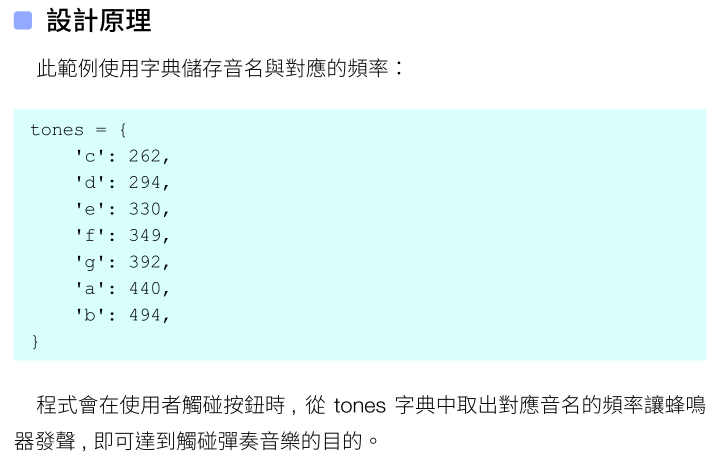 設計原理
此範例使用字典儲存音名與對應的頻率：
tones = {
    'c': 262,
    'd': 294,
    'e': 330,
    'f': 349,
    'g': 392,
    'a': 440,
    'b': 494,
}
程式會在使用者觸碰按鈕時，從 tones 字典中取出對應音名的頻率讓蜂鳴
器發聲，即可達到觸碰彈奏音樂的目的。